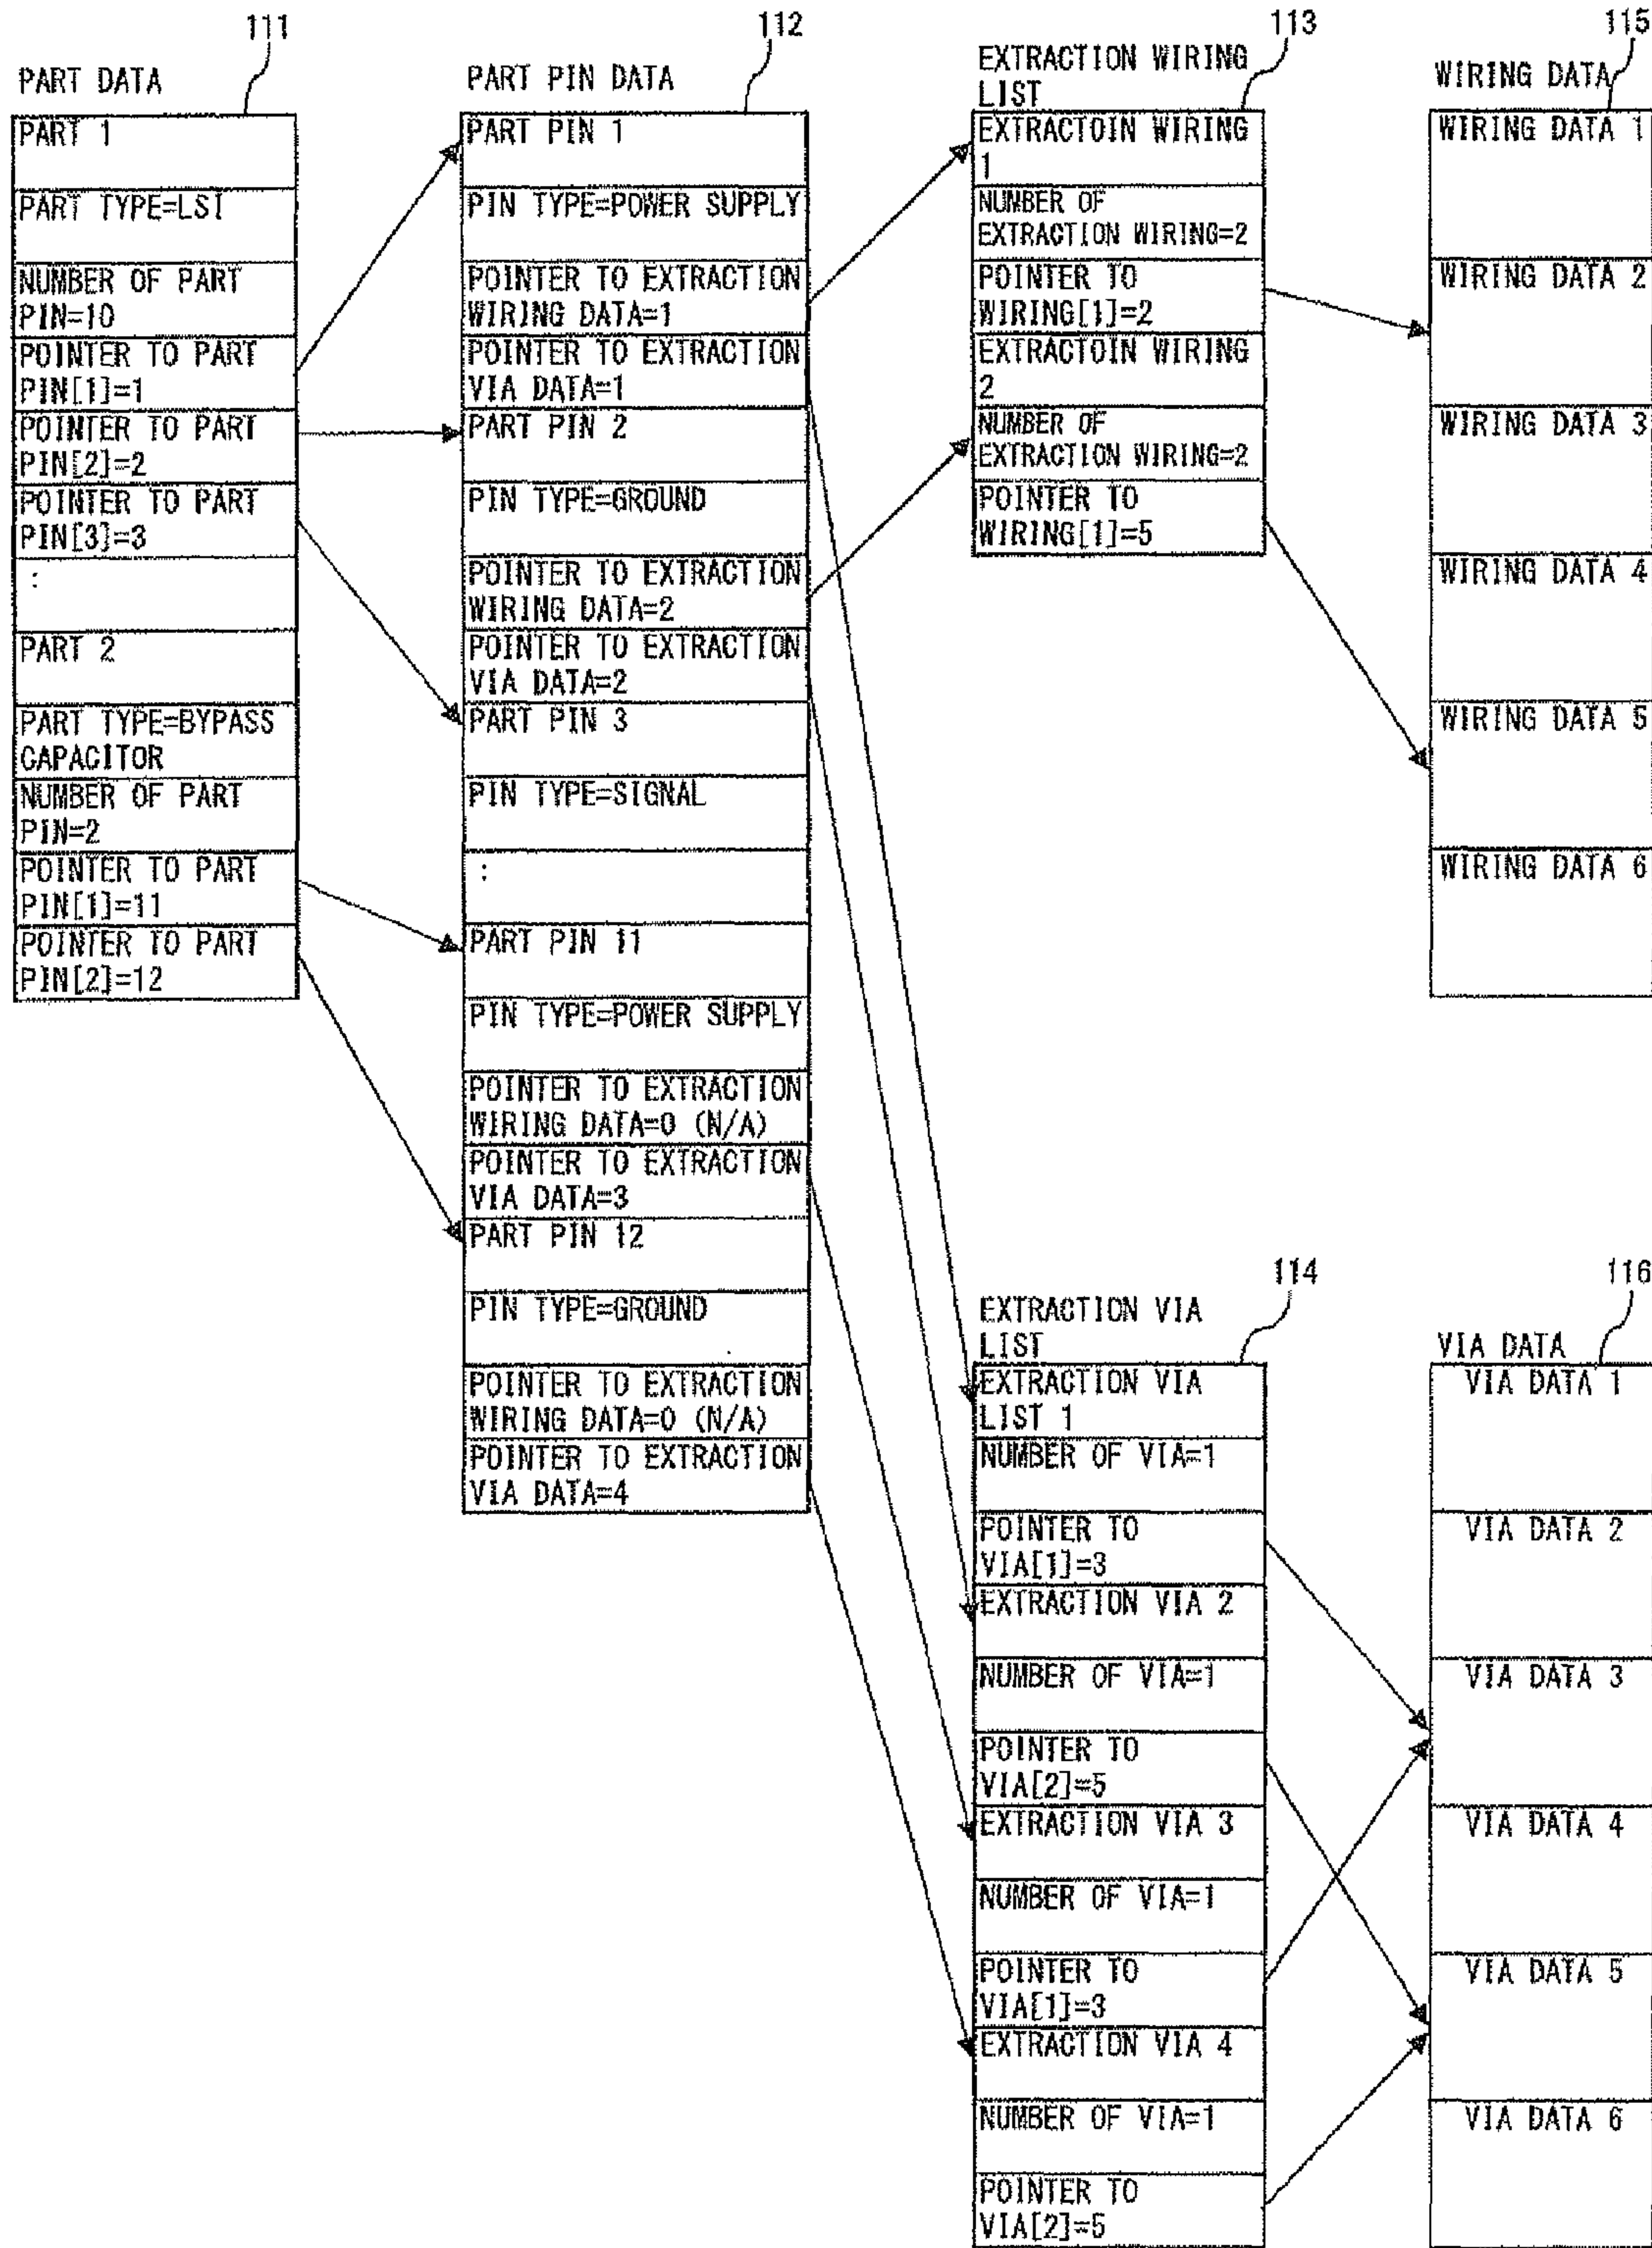 111
PART DATA
PART 1
PART TYPE=LSI
NUMBER OF PART
PIN=10
POINTER TO PART
PIN[1]=1
POINTER TO PART
PIN[2]=2
POINTER TO PART
PIN[3]=3
:
PART 2
PART TYPE=BYPASS
CAPACITOR
NUMBER OF PART
PIN=2
POINTER TO PART
PIN[1]=11
POINTER TO PART
PIN[2]=12
112
PART PIN DATA
PART PIN 1
PIN TYPE=POWER SUPPLY
POINTER TO EXTRACTION
WIRING DATA=1
POINTER TO EXTRACTION
VIA DATA=1
PART PIN 2
PIN TYPE=GROUND
POINTER TO EXTRACTION
WIRING DATA=2
POINTER TO EXTRACTION
VIA DATA=2
PART PIN 3
PIN TYPE=SIGNAL
:
PART PIN 11
PIN TYPE=POWER SUPPLY
POINTER TO EXTRACTION
WIRING DATA=0 (N/A)
POINTER TO EXTRACTION
VIA DATA=3
PART PIN 12
PIN TYPE=GROUND
POINTER TO EXTRACTION
WIRING DATA=0 (N/A)
POINTER TO EXTRACTION
VIA DATA=4
113
EXTRACTION WIRING
LIST
EXTRACTOIN WIRING
1
NUMBER OF
EXTRACTION WIRING=2
POINTER TO
WIRING[1]=2
EXTRACTOIN WIRING
2
NUMBER OF
EXTRACTION WIRING=2
POINTER TO
WIRING[1]=5
115
WIRING DATA
WIRING DATA 1
WIRING DATA 2
WIRING DATA 3
WIRING DATA 4
WIRING DATA 5
WIRING DATA 6
114
EXTRACTION VIA
LIST
EXTRACTION VIA
LIST 1
NUMBER OF VIA=1
POINTER TO
VIA[1]=3
EXTRACTION VIA 2
NUMBER OF VIA=1
POINTER TO
VIA[2]=5
EXTRACTION VIA 3
NUMBER OF VIA=1
POINTER TO
VIA[1]=3
EXTRACTION VIA 4
NUMBER OF VIA=1
POINTER TO
VIA[2]=5
116
VIA DATA
VIA DATA 1
VIA DATA 2
VIA DATA 3
VIA DATA 4
VIA DATA 5
VIA DATA 6